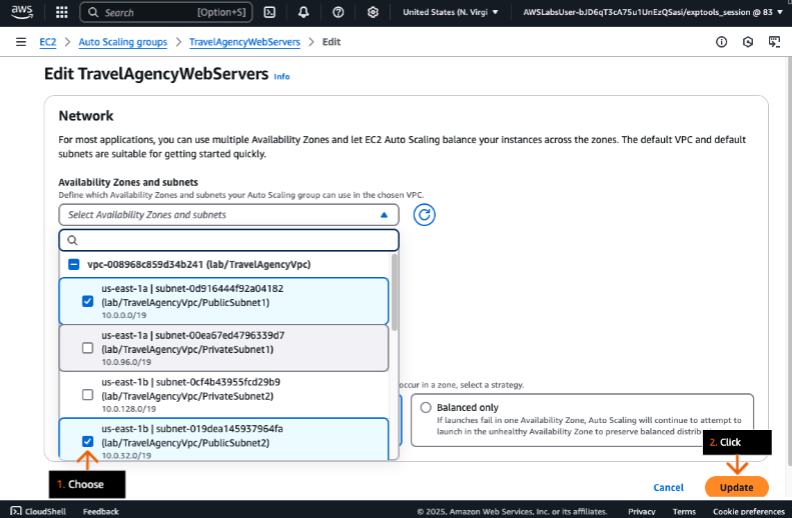 aws
Search [Option+S] United States (N. Virgi AWSLabsUser-bJD6qT3cA75u1UnEzQSasi/exptools_session @ 83
EC2 > Auto Scaling groups > TravelAgencyWebServers > Edit
Edit TravelAgencyWebServers Info
Network
For most applications, you can use multiple Availability Zones and let EC2 Auto Scaling balance your instances across the zones. The default VPC and default
subnets are suitable for getting started quickly.
Availability Zones and subnets
Define which Availability Zones and subnets your Auto Scaling group can use in the chosen VPC.
Select Availability Zones and subnets
vpc-008968c859d34b241 (lab/TravelAgencyVpc)
us-east-1a | subnet-0d916444f92a04182
(lab/TravelAgencyVpc/PublicSubnet1)
10.0.0.0/19
us-east-1a | subnet-00ea67ed4796339d7
(lab/TravelAgencyVpc/PrivateSubnet1)
10.0.96.0/19
us-east-1b | subnet-0cf4b43955fcd29b9
(lab/TravelAgencyVpc/PrivateSubnet2)
10.0.128.0/19
us-east-1b | subnet-019dea145937964fa
(lab/TravelAgencyVpc/PublicSubnet2)
10.0.32.0/19
occur in a zone, select a strategy.
Balanced only
If launches fail in one Availability Zone, Auto Scaling will continue to attempt to
launch in the unhealthy Availability Zone to preserve balanced distrib
1. Choose
2. Click
Cancel Update
CloudShell Feedback © 2025, Amazon Web Services, Inc. or its affiliates. Privacy Terms Cookie preferences